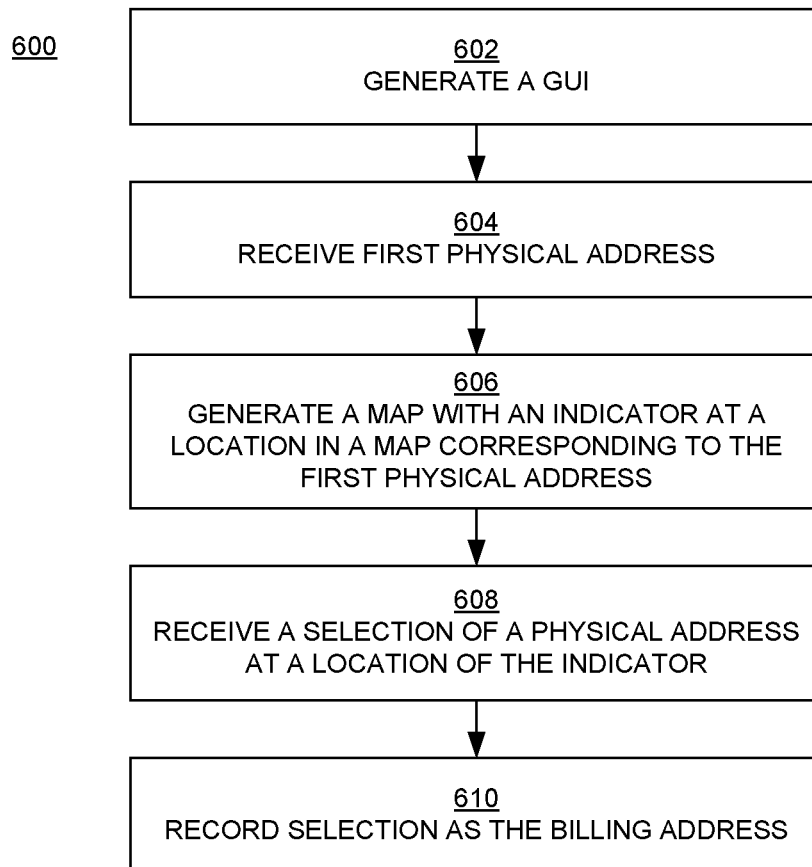 600
602
GENERATE A GUI
604
RECEIVE FIRST PHYSICAL ADDRESS
606
GENERATE A MAP WITH AN INDICATOR AT A
LOCATION IN A MAP CORRESPONDING TO THE
FIRST PHYSICAL ADDRESS
608
RECEIVE A SELECTION OF A PHYSICAL ADDRESS
AT A LOCATION OF THE INDICATOR
610
RECORD SELECTION AS THE BILLING ADDRESS